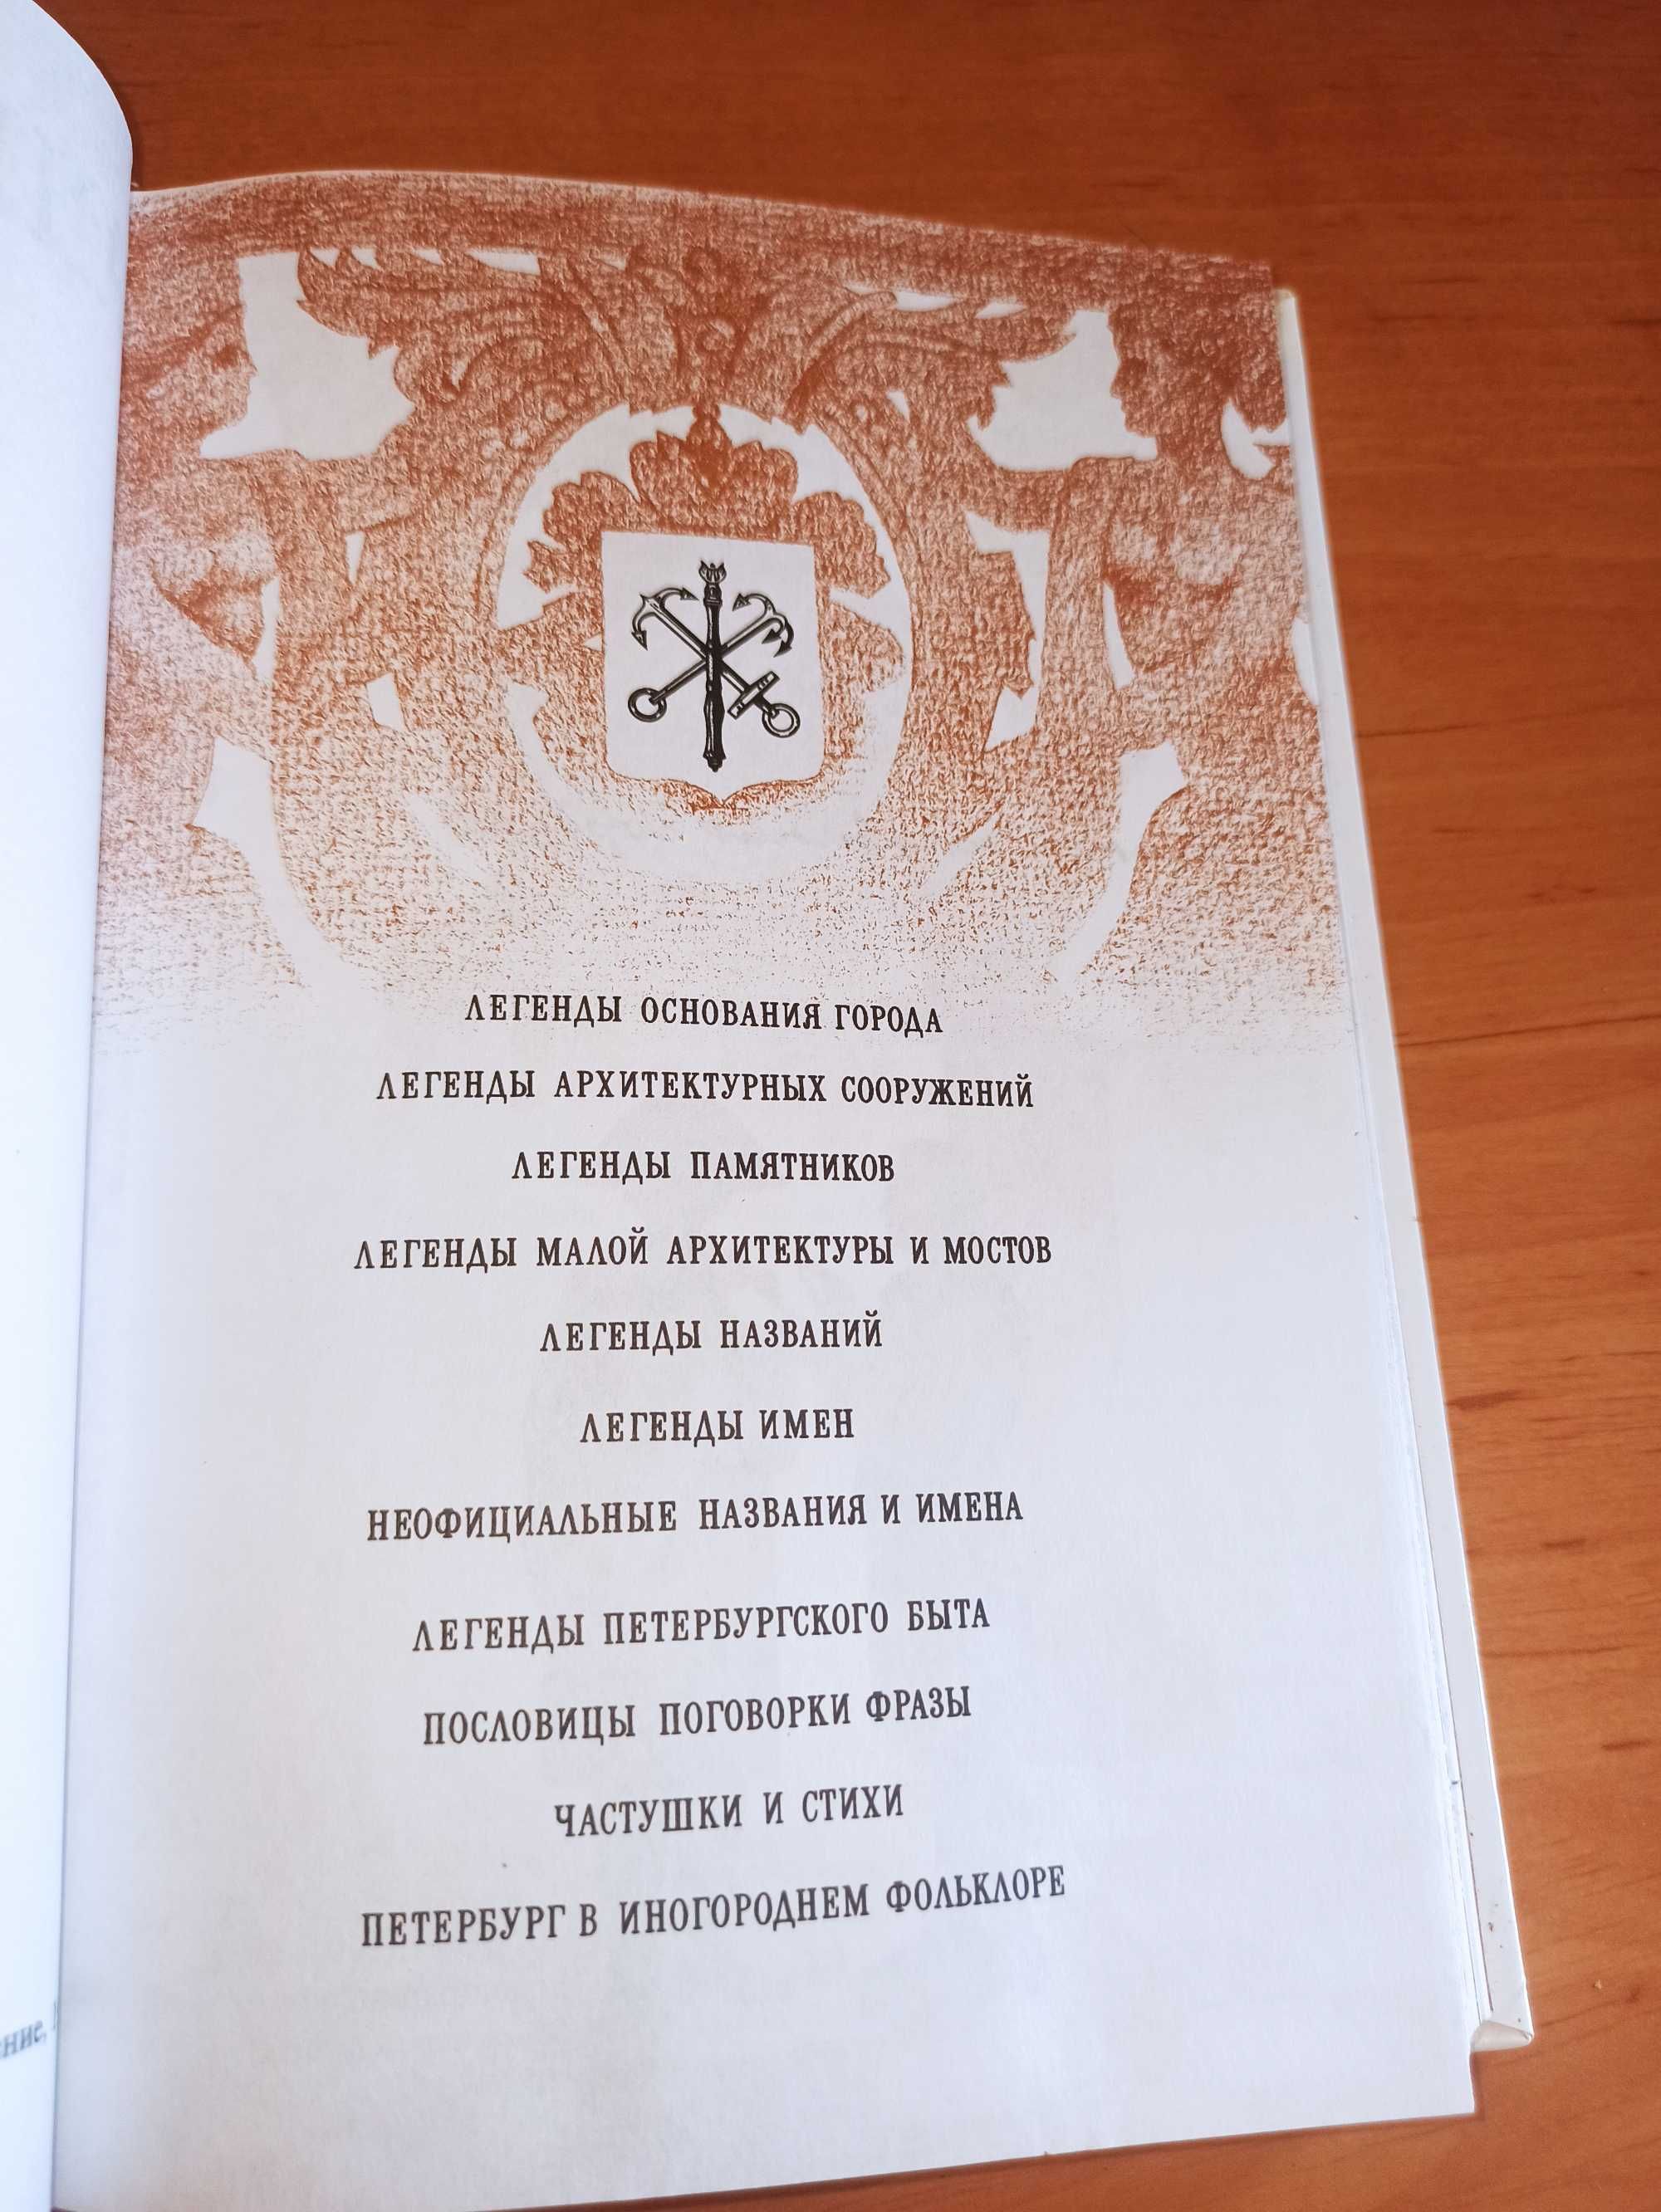 ЛЕГЕНДЫ ОСНОВАНИЯ ГОРОДА
ЛЕГЕНДЫ АРХИТЕКТУРНЫХ СООРУЖЕНИЙ
ЛЕГЕНДЫ ПАМЯТНИКОВ
ЛЕГЕНДЫ МАЛОЙ АРХИТЕКТУРЫ И МОСТОВ
ЛЕГЕНДЫ НАЗВАНИЙ
ЛЕГЕНДЫ ИМЕН
НЕОФИЦИАЛЬНЫЕ НАЗВАНИЯ И ИМЕНА
ЛЕГЕНДЫ ПЕТЕРБУРГСКОГО БЫТА
ПОСЛОВИЦЫ ПОГОВОРКИ ФРАЗЫ
ЧАСТУШКИ И СТИХИ
ПЕТЕРБУРГ В ИНОГОРОДНЕМ ФОЛЬКЛОРЕ